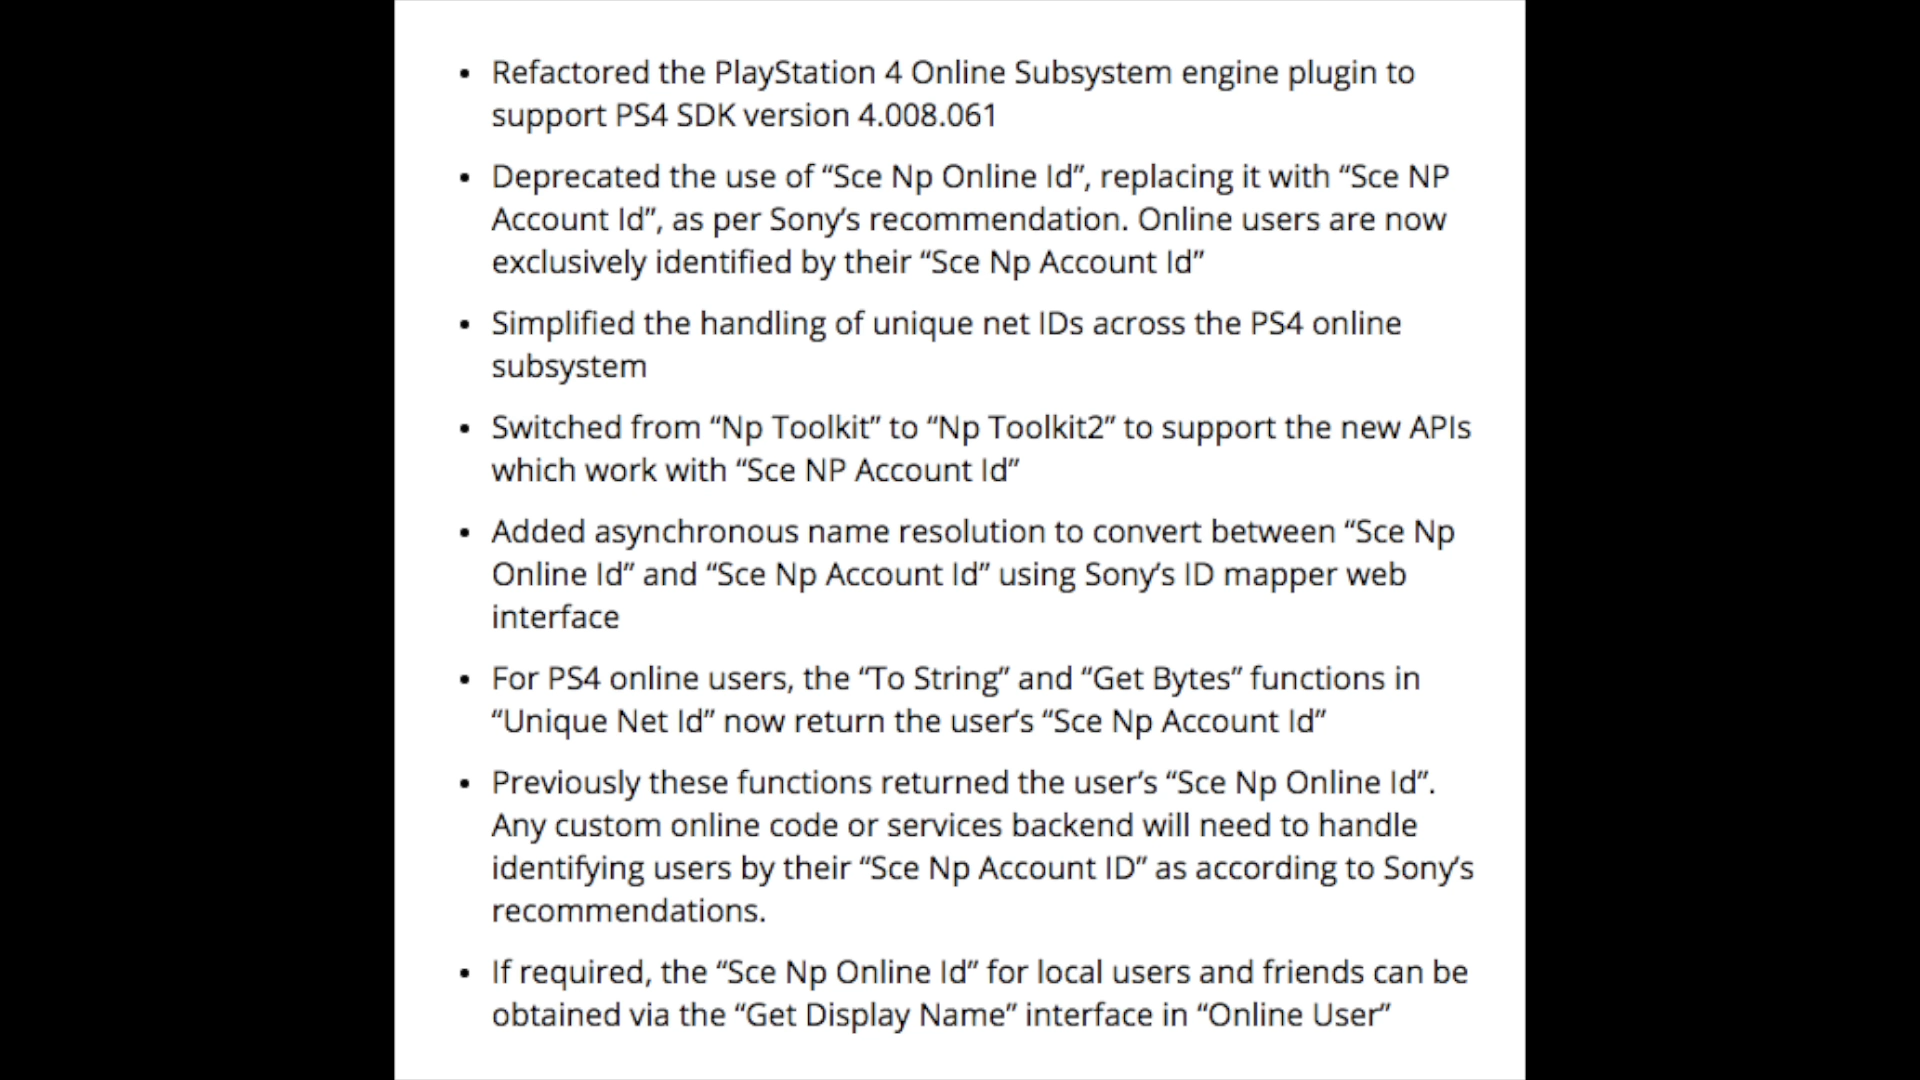 • Refactored the PlayStation 4 Online Subsystem engine plugin to
support PS4 SDK version 4.008.061
• Deprecated the use of “Sce Np Online Id”, replacing it with “Sce NP
Account Id”, as per Sony’s recommendation. Online users are now
exclusively identified by their “Sce Np Account Id”
• Simplified the handling of unique net IDs across the PS4 online
subsystem
• Switched from “Np Toolkit” to “Np Toolkit2” to support the new APIs
which work with “Sce NP Account Id”
• Added asynchronous name resolution to convert between “Sce Np
Online Id” and “Sce Np Account Id” using Sony’s ID mapper web
interface
• For PS4 online users, the “To String” and “Get Bytes” functions in
“Unique Net Id” now return the user’s “Sce Np Account Id”
• Previously these functions returned the user’s “Sce Np Online Id”.
Any custom online code or services backend will need to handle
identifying users by their “Sce Np Account ID” as according to Sony’s
recommendations.
• If required, the “Sce Np Online Id” for local users and friends can be
obtained via the “Get Display Name” interface in “Online User”